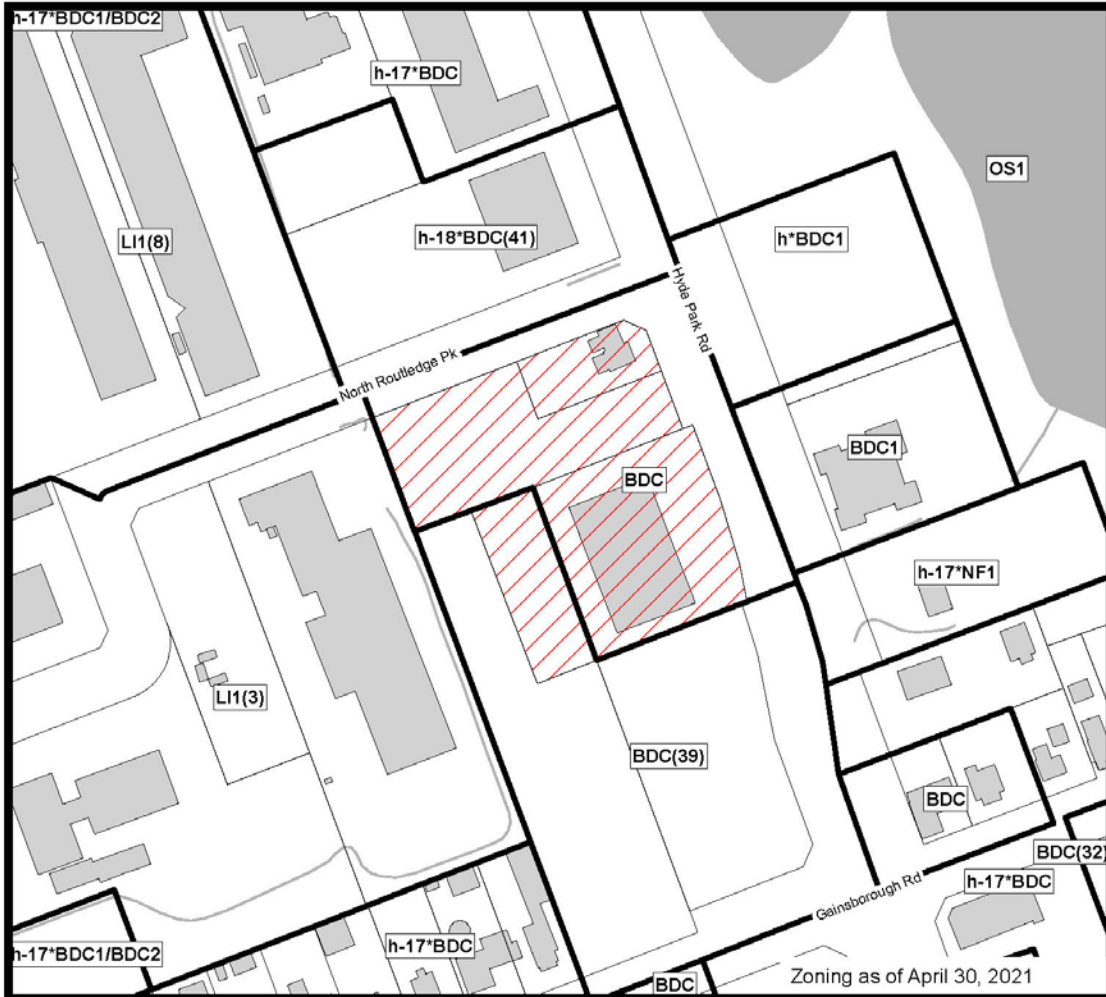 h-17*BDC1/BDC2
h-17*BDC
OS1
LI1(8)
h-18*BDC(41)
h*BDC1
Hyde Park Rd
North Routledge Pk
BDC1
BDC
h-17*NF1
LI1(3)
BDC(39)
BDC
BDC(32)
h-17*BDC
Gainsborough Rd
h-17*BDC1/BDC2
h-17*BDC
BDC
Zoning as of April 30, 2021